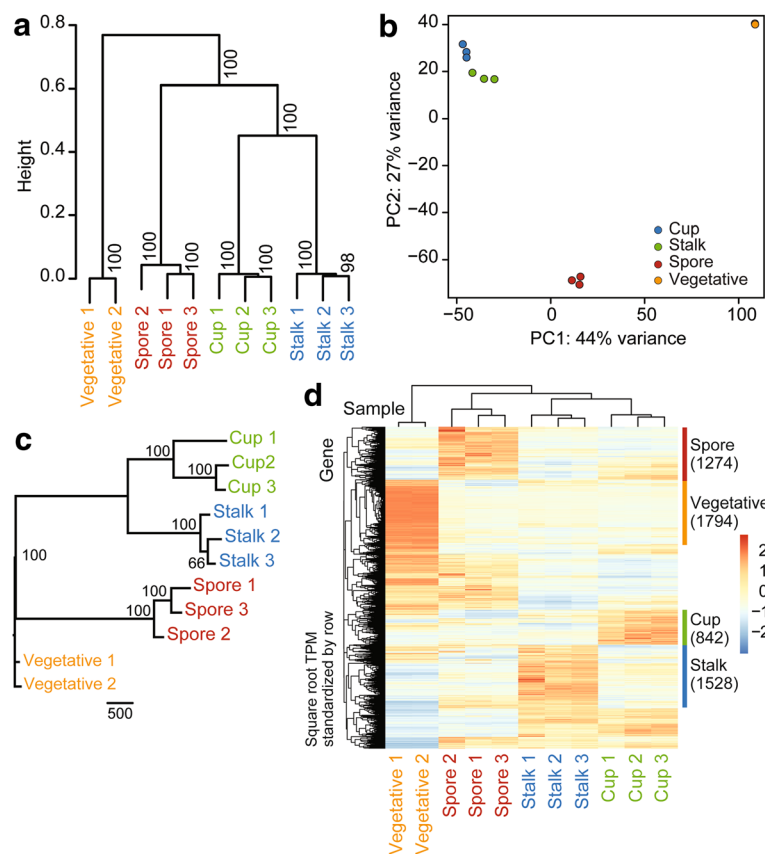 a
0.8
0.6
0.4
0.2
0.0
Height
100
100
100
100
100
100
100
100
100
98
Vegetative 1
Vegetative 2
Spore 2
Spore 1
Spore 3
Cup 1
Cup 2
Cup 3
Stalk 1
Stalk 2
Stalk 3
b
40
20
0
−20
−40
−60
PC2: 27% variance
Cup
Stalk
Spore
Vegetative
−50
0
50
100
PC1: 44% variance
c
100
100
100
100
66
100
100
Cup 1
Cup2
Cup 3
Stalk 1
Stalk 2
Stalk 3
Spore 1
Spore 3
Spore 2
Vegetative 1
Vegetative 2
500
d
Sample
Gene
Square root TPM
standardized by row
Spore
(1274)
Vegetative
(1794)
Cup
(842)
Stalk
(1528)
2
1
0
−1
−2
Vegetative 1
Vegetative 2
Spore 2
Spore 1
Spore 3
Stalk 1
Stalk 2
Stalk 3
Cup 1
Cup 2
Cup 3